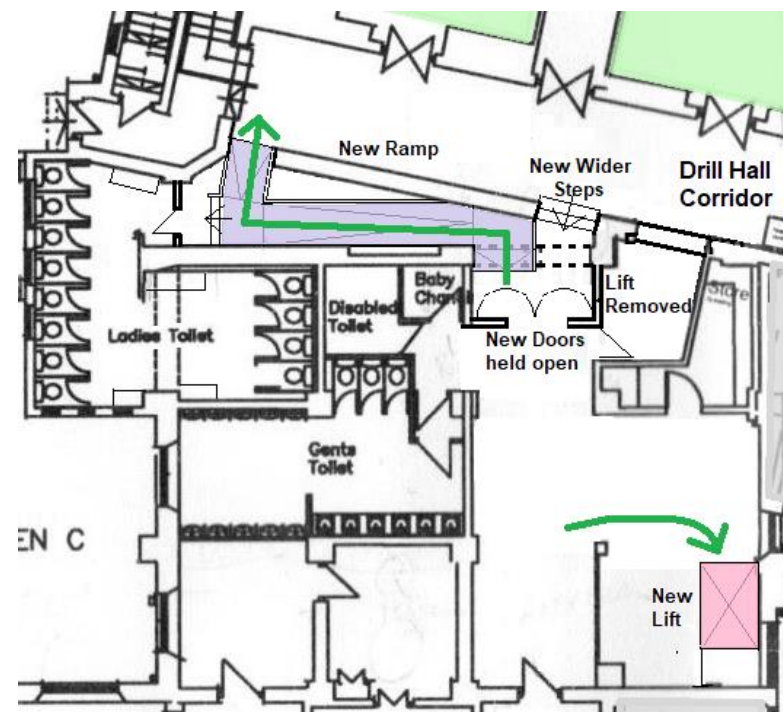 New Ramp
New Wider
Steps
Drill Hall
Corridor
Baby
Chan
Lift
Removed
Store
Disabled
Toilet
Ladies Toilet
New Doors
held open
Gents
Toilet
EN C
New
Lift